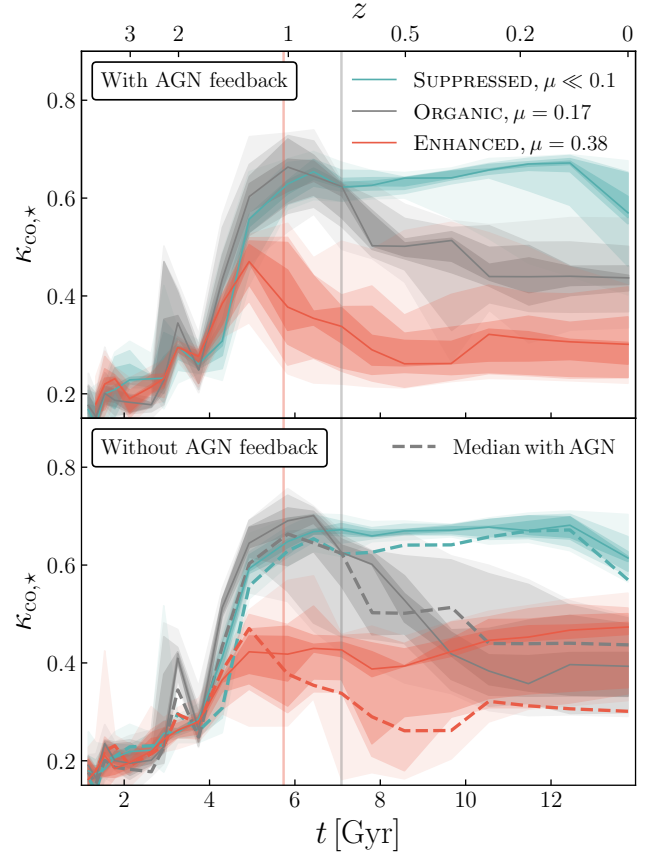 z
3 2 1 0.5 0.2 0
With AGN feedback
SUPPRESSED, μ ≪ 0.1
ORGANIC, μ = 0.17
ENHANCED, μ = 0.38
0.8
0.6
0.4
0.2
κco,⋆
Without AGN feedback
Median with AGN
0.8
0.6
0.4
0.2
κco,⋆
2 4 6 8 10 12
t [Gyr]